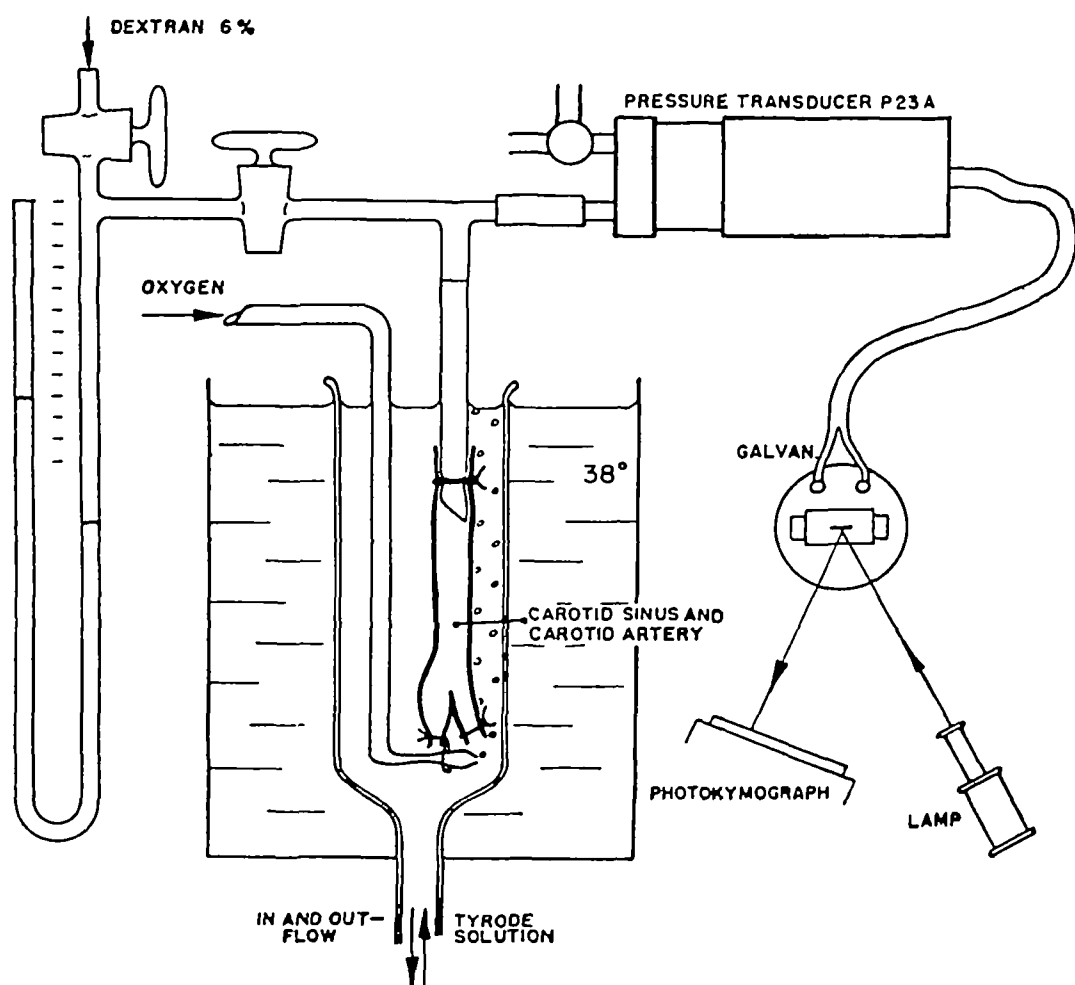 DEXTRAN 6%
PRESSURE TRANSDUCER P23A
OXYGEN
38°
GALVAN.
CAROTID SINUS AND
CAROTID ARTERY
PHOTOKYMOGRAPH
LAMP
IN AND OUT-
FLOW
TYRODE
SOLUTION